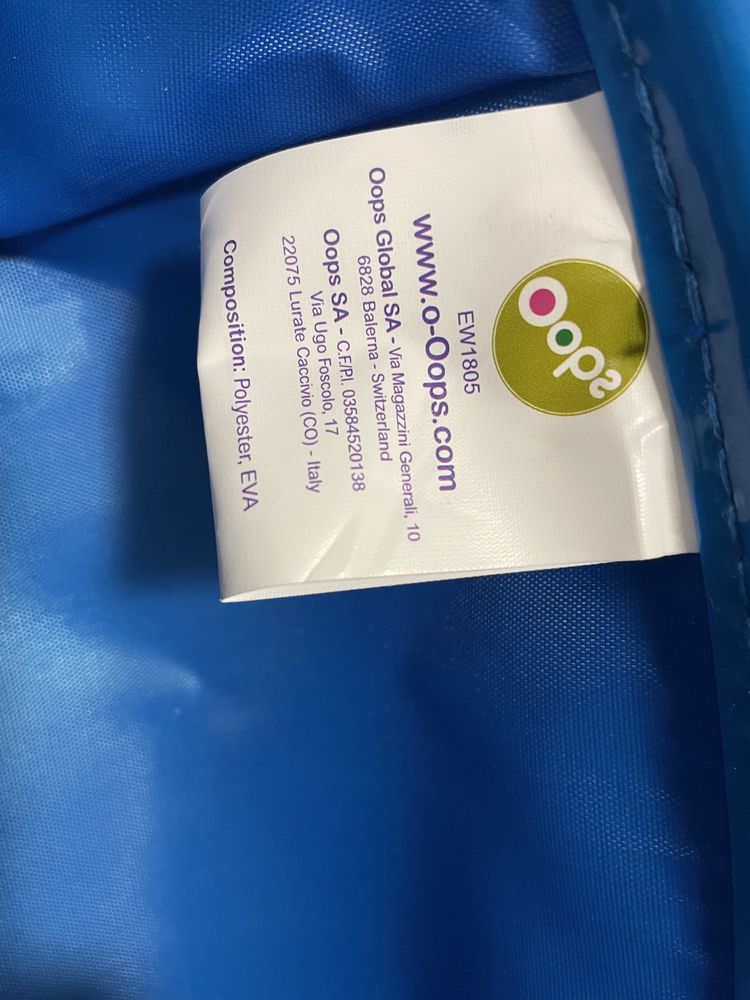 Oops
EW1805
www.o-Oops.com
Oops Global SA - Via Magazzini Generali, 10
6828 Balerna - Switzerland
Oops SA - C.F/P.I. 03584520138
Via Ugo Foscolo, 17
22075 Lurate Caccivio (CO) - Italy
Composition: Polyester, EVA